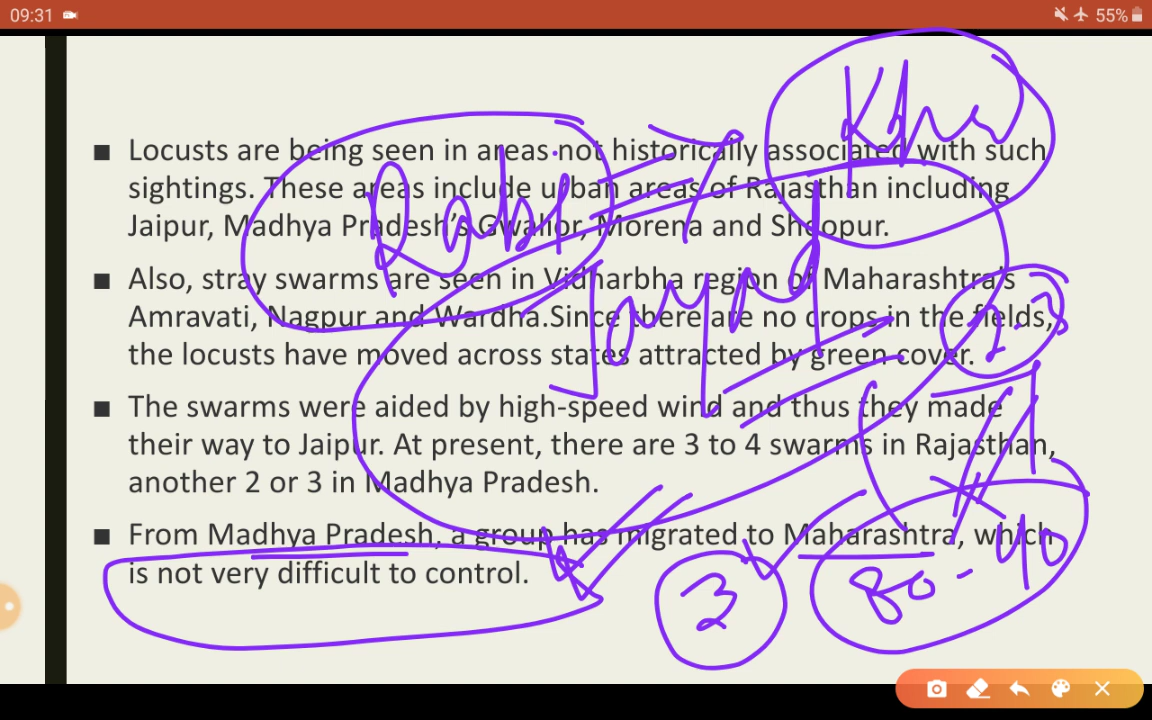 09:31
55%
■ Locusts are being seen in areas not historically associated with such
sightings. These areas include urban areas of Rajasthan including
Jaipur, Madhya Pradesh's Gwalior, Morena and Sheopur.
■ Also, stray swarms are seen in Vidharbha region of Maharashtra's
Amravati, Nagpur and Wardha.Since there are no crops in the fields,
the locusts have moved across states attracted by green cover.
■ The swarms were aided by high-speed wind and thus they made
their way to Jaipur. At present, there are 3 to 4 swarms in Rajasthan,
another 2 or 3 in Madhya Pradesh.
■ From Madhya Pradesh, a group has migrated to Maharashtra, which
is not very difficult to control.
3